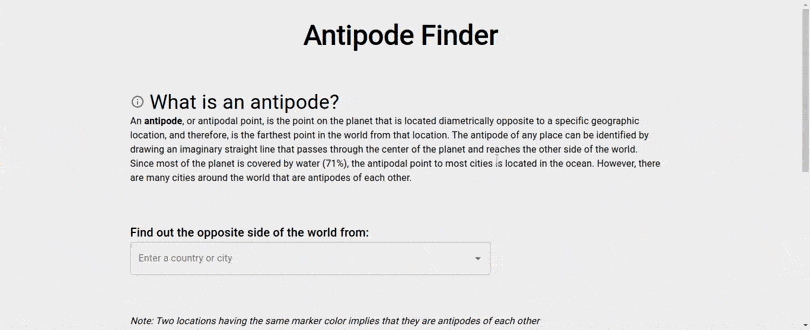 Antipode Finder
What is an antipode?
An antipode, or antipodal point, is the point on the planet that is located diametrically opposite to a specific geographic
location, and therefore, is the farthest point in the world from that location. The antipode of any place can be identified by
drawing an imaginary straight line that passes through the center of the planet and reaches the other side of the world.
Since most of the planet is covered by water (71%), the antipodal point to most cities is located in the ocean. However, there
are many cities around the world that are antipodes of each other.
Find out the opposite side of the world from:
Enter a country or city
Note: Two locations having the same marker color implies that they are antipodes of each other